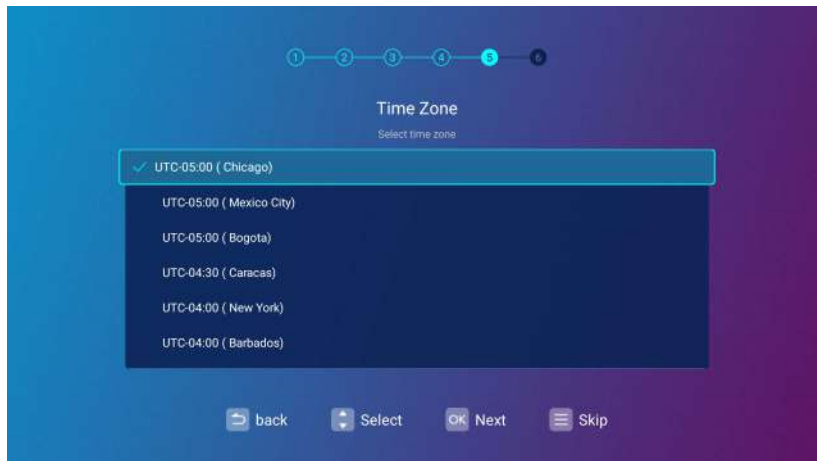 1 2 3 4 5 6
Time Zone
Select time zone
UTC-05:00 ( Chicago)
UTC-05:00 ( Mexico City)
UTC-05:00 ( Bogota)
UTC-04:30 ( Caracas)
UTC-04:00 ( New York)
UTC-04:00 ( Barbados)
back Select OK Next Skip